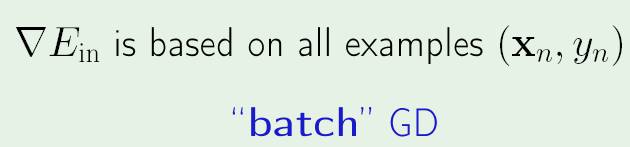 ∇E_in is based on all examples (x_n, y_n)
“batch” GD